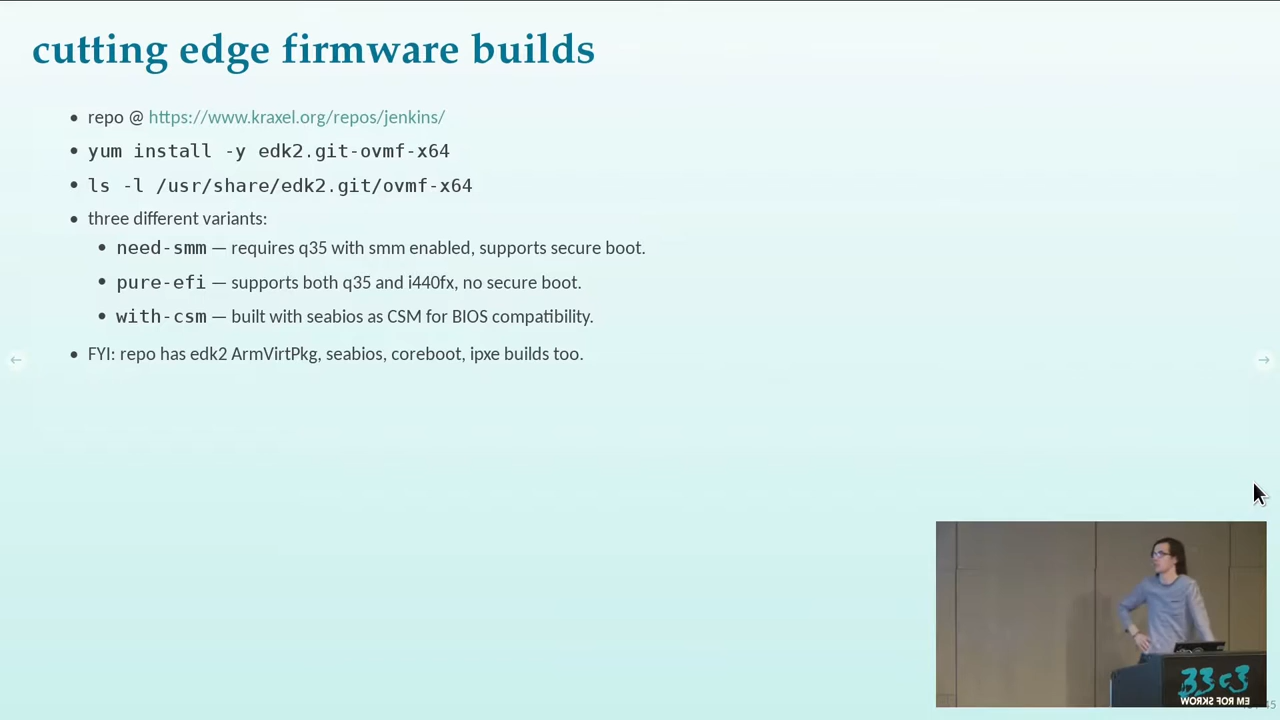 cutting edge firmware builds
• repo @ https://www.kraxel.org/repos/jenkins/
• yum install -y edk2.git-ovmf-x64
• ls -l /usr/share/edk2.git/ovmf-x64
• three different variants:
• need-smm — requires q35 with smm enabled, supports secure boot.
• pure-efi — supports both q35 and i440fx, no secure boot.
• with-csm — built with seabios as CSM for BIOS compatibility.
• FYI: repo has edk2 ArmVirtPkg, seabios, coreboot, ipxe builds too.
← →
33c3
WORKS FOR ME